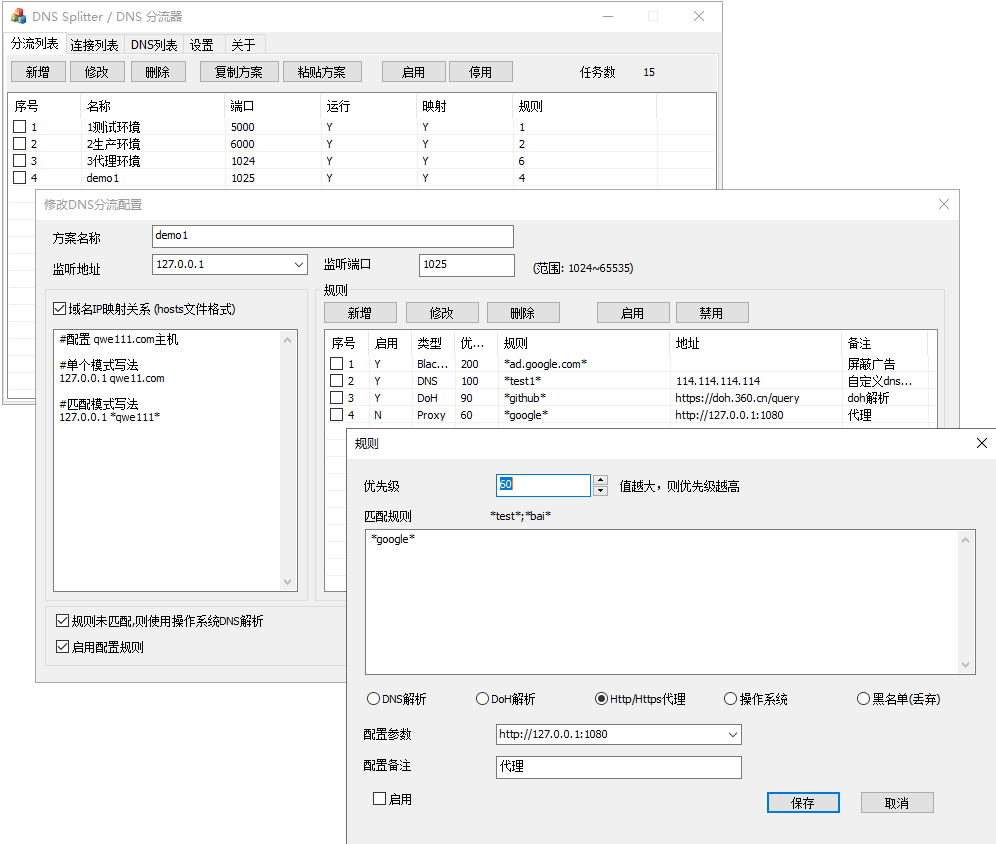 DNS Splitter / DNS 分流器
分流列表 连接列表 DNS列表 设置 关于
新增 修改 删除 复制方案 粘贴方案 启用 停用 任务数 15
序号 名称 端口 运行 映射 规则
1 1测试环境 5000 Y Y 1
2 2生产环境 6000 Y Y 2
3 3代理环境 1024 Y Y 6
4 demo1 1025 Y Y 4
修改DNS分流配置
方案名称 demo1
监听地址 127.0.0.1 监听端口 1025 (范围: 1024~65535)
域名IP映射关系 (hosts文件格式)
#配置 qwe111.com主机
#单个模式写法
127.0.0.1 qwe11.com
#匹配模式写法
127.0.0.1 *qwe111*
规则
新增 修改 删除 启用 禁用
序号 启用 类型 优... 规则 地址 备注
1 Y Blac... 200 *ad.google.com* 屏蔽广告
2 Y DNS 100 *test1* 114.114.114.114 自定义dns...
3 Y DoH 90 *github* https://doh.360.cn/query doh解析
4 N Proxy 60 *google* http://127.0.0.1:1080 代理
规则未匹配,则使用操作系统DNS解析
启用配置规则
规则
优先级 60 值越大，则优先级越高
匹配规则 *test*;*bai*
*google*
DNS解析 DoH解析 Http/Https代理 操作系统 黑名单(丢弃)
配置参数 http://127.0.0.1:1080
配置备注 代理
启用 保存 取消